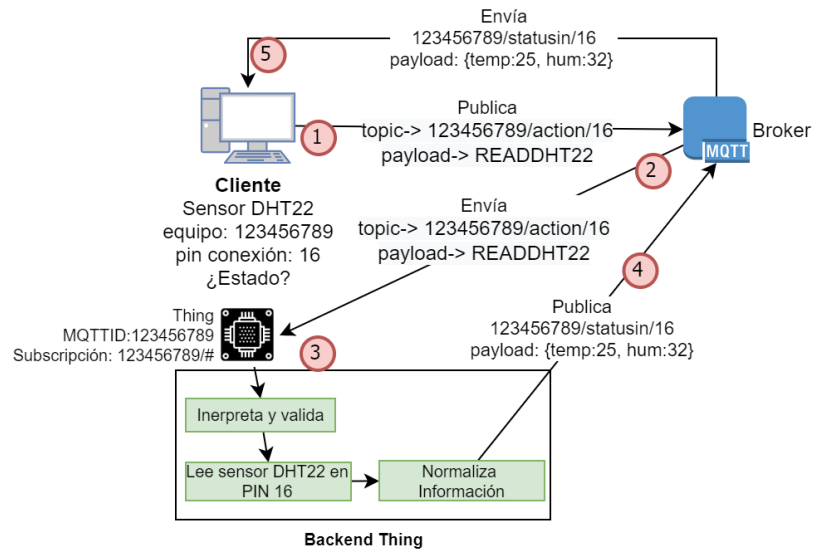 Envía
123456789/statusin/16
payload: {temp:25, hum:32}
5
Publica
topic-> 123456789/action/16
payload-> READDHT22
1
Broker
MQTT
2
Cliente
Sensor DHT22
equipo: 123456789
pin conexión: 16
¿Estado?
Envía
topic-> 123456789/action/16
payload-> READDHT22
4
Thing
MQTTID:123456789
Subscripción: 123456789/#
3
Publica
123456789/statusin/16
payload: {temp:25, hum:32}
Inerpreta y valida
Lee sensor DHT22 en
PIN 16
Normaliza
Información
Backend Thing